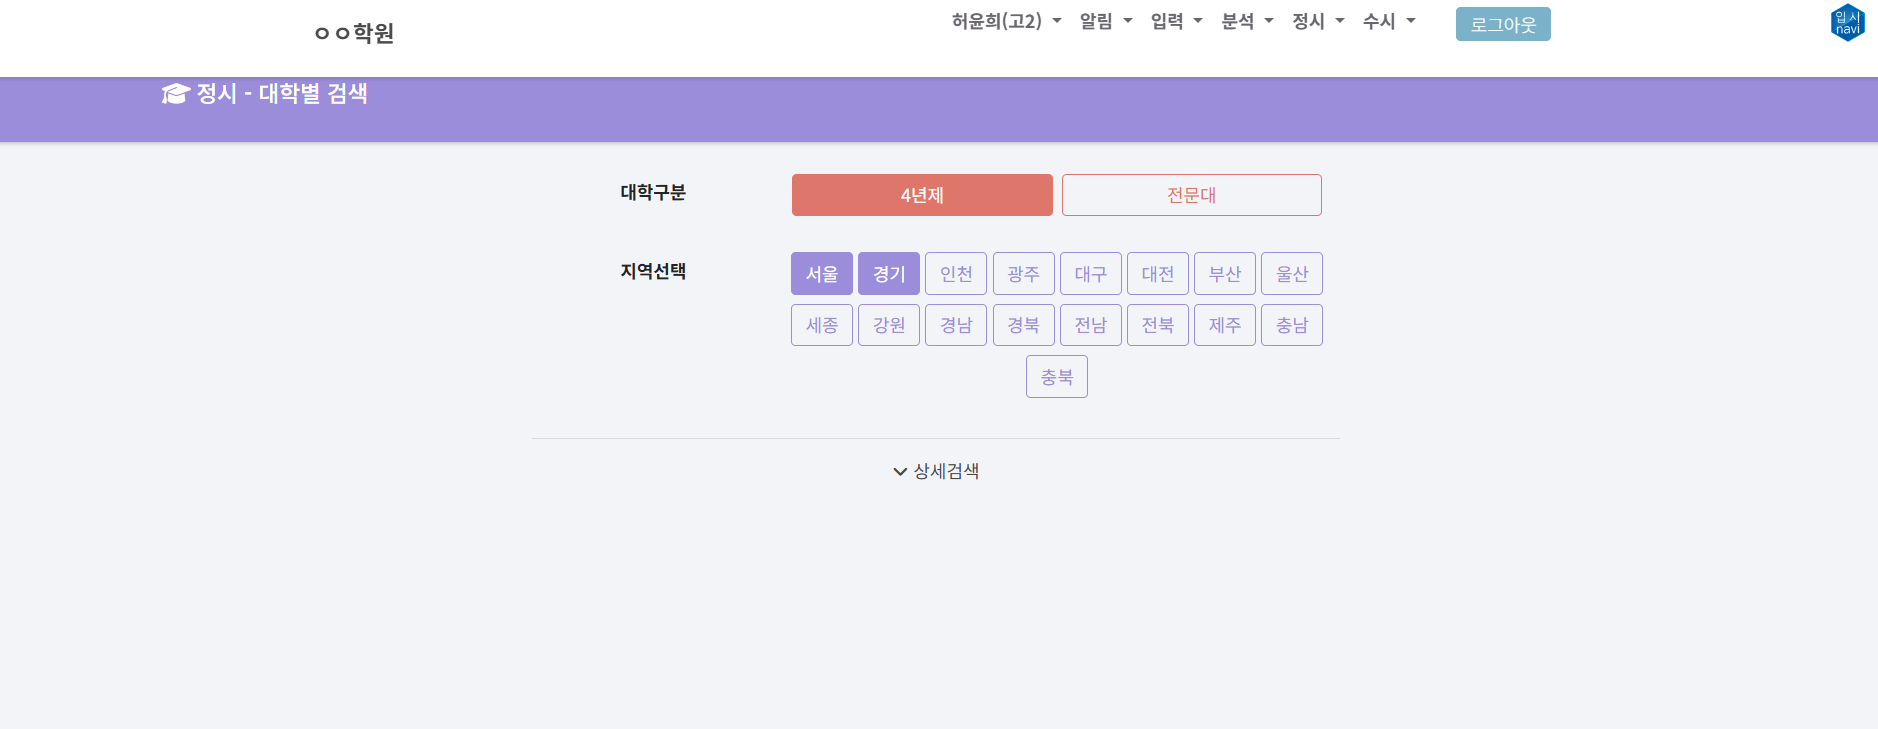 ㅇㅇ학원
허윤희(고2) 알림 입력 분석 정시 수시 로그아웃
입시
navi
정시 - 대학별 검색
대학구분 4년제 전문대
지역선택 서울 경기 인천 광주 대구 대전 부산 울산
세종 강원 경남 경북 전남 전북 제주 충남
충북
상세검색